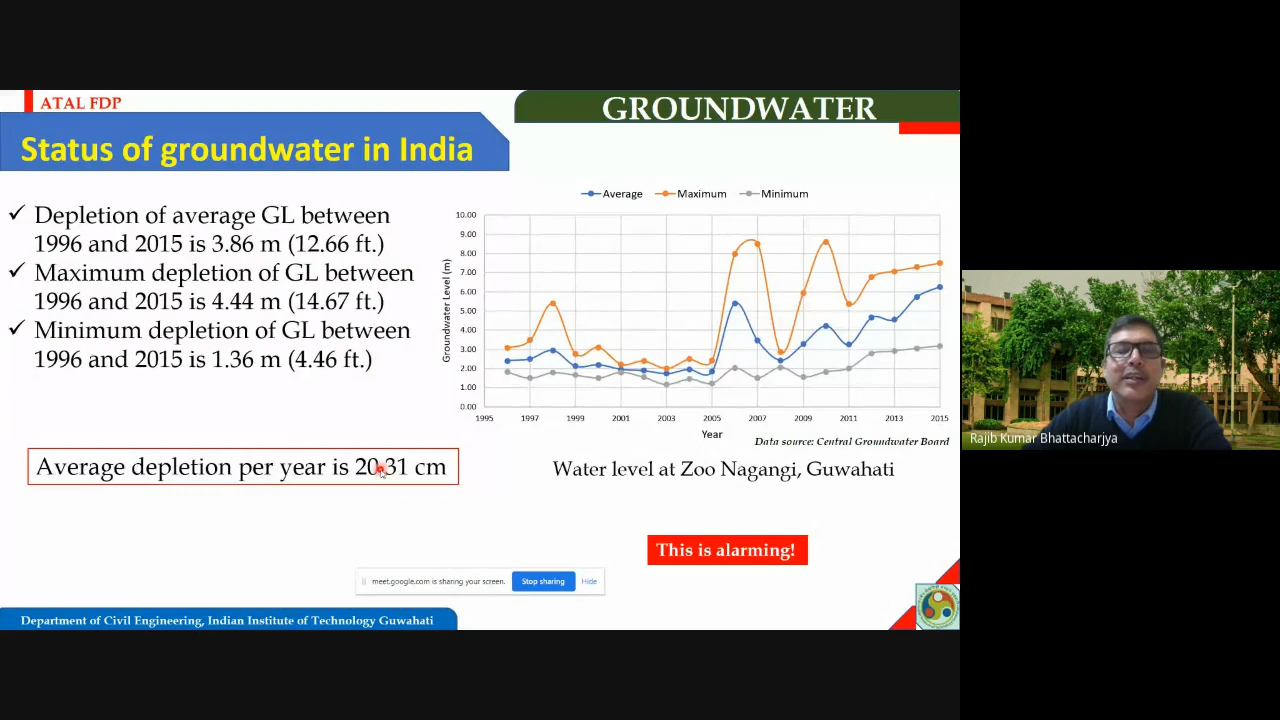 ATAL FDP
GROUNDWATER
Status of groundwater in India
✓ Depletion of average GL between
1996 and 2015 is 3.86 m (12.66 ft.)
✓ Maximum depletion of GL between
1996 and 2015 is 4.44 m (14.67 ft.)
✓ Minimum depletion of GL between
1996 and 2015 is 1.36 m (4.46 ft.)
Average depletion per year is 20.31 cm
Average Maximum Minimum
Groundwater Level (m)
10.00
9.00
8.00
7.00
6.00
5.00
4.00
3.00
2.00
1.00
0.00
1995 1997 1999 2001 2003 2005 2007 2009 2011 2013 2015
Year
Data source: Central Groundwater Board
Water level at Zoo Nagangi, Guwahati
This is alarming!
meet.google.com is sharing your screen. Stop sharing Hide
Department of Civil Engineering, Indian Institute of Technology Guwahati
Rajib Kumar Bhattacharjya